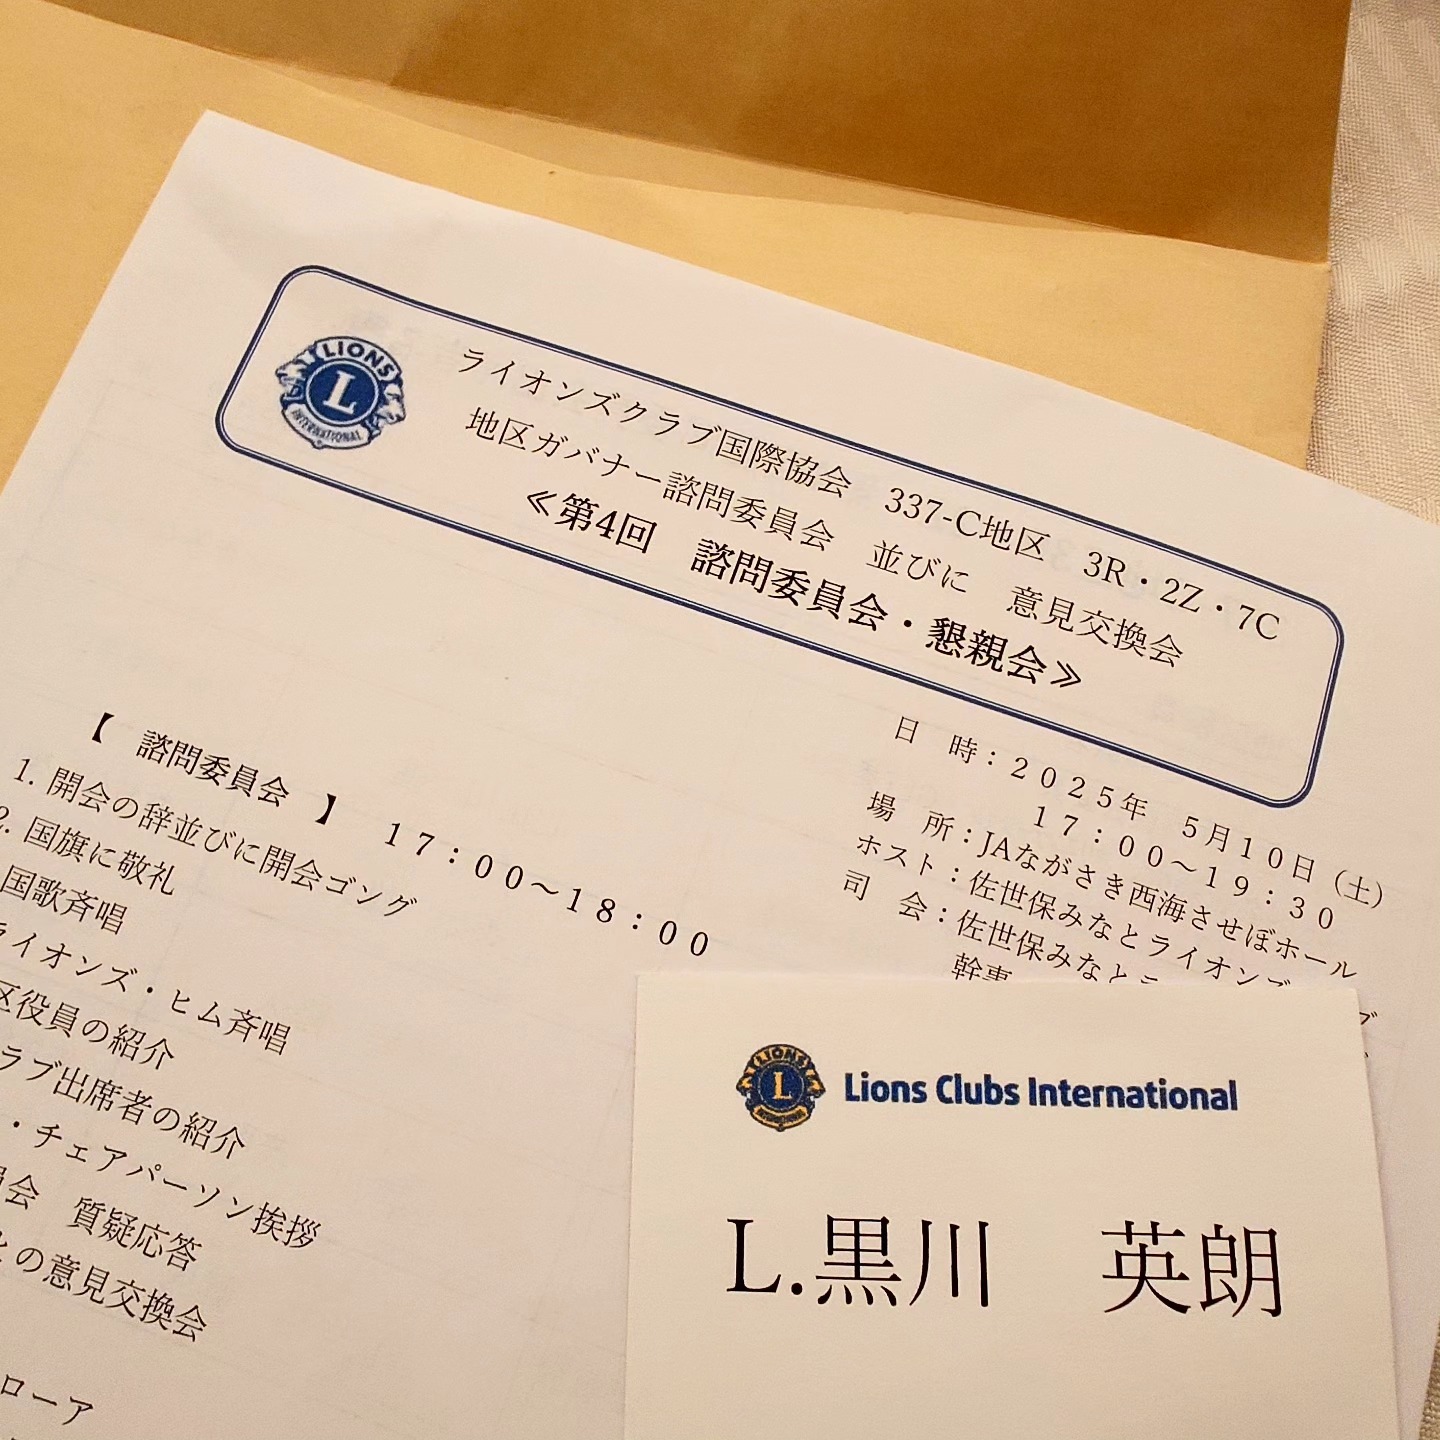 LIONS
L
INTERNATIONAL
ライオンズクラブ国際協会　337-C地区　3R・2Z・7C
地区ガバナー諮問委員会　並びに　意見交換会
≪第4回　諮問委員会・懇親会≫
日　時：２０２５年　５月１０日（土）
１７：００～１９：３０
場　所：JAながさき西海させぼホール
ホスト：佐世保みなとライオンズ
司　会：佐世保みなと
幹事
【　諮問委員会　】　１７：００～１８：００
1. 開会の辞並びに開会ゴング
2. 国旗に敬礼
国歌斉唱
ライオンズ・ヒム斉唱
区役員の紹介
ラブ出席者の紹介
・チェアパーソン挨拶
員会　質疑応答
との意見交換会
ローア
LIONS
L
INTERNATIONAL
Lions Clubs International
L.黒川　英朗